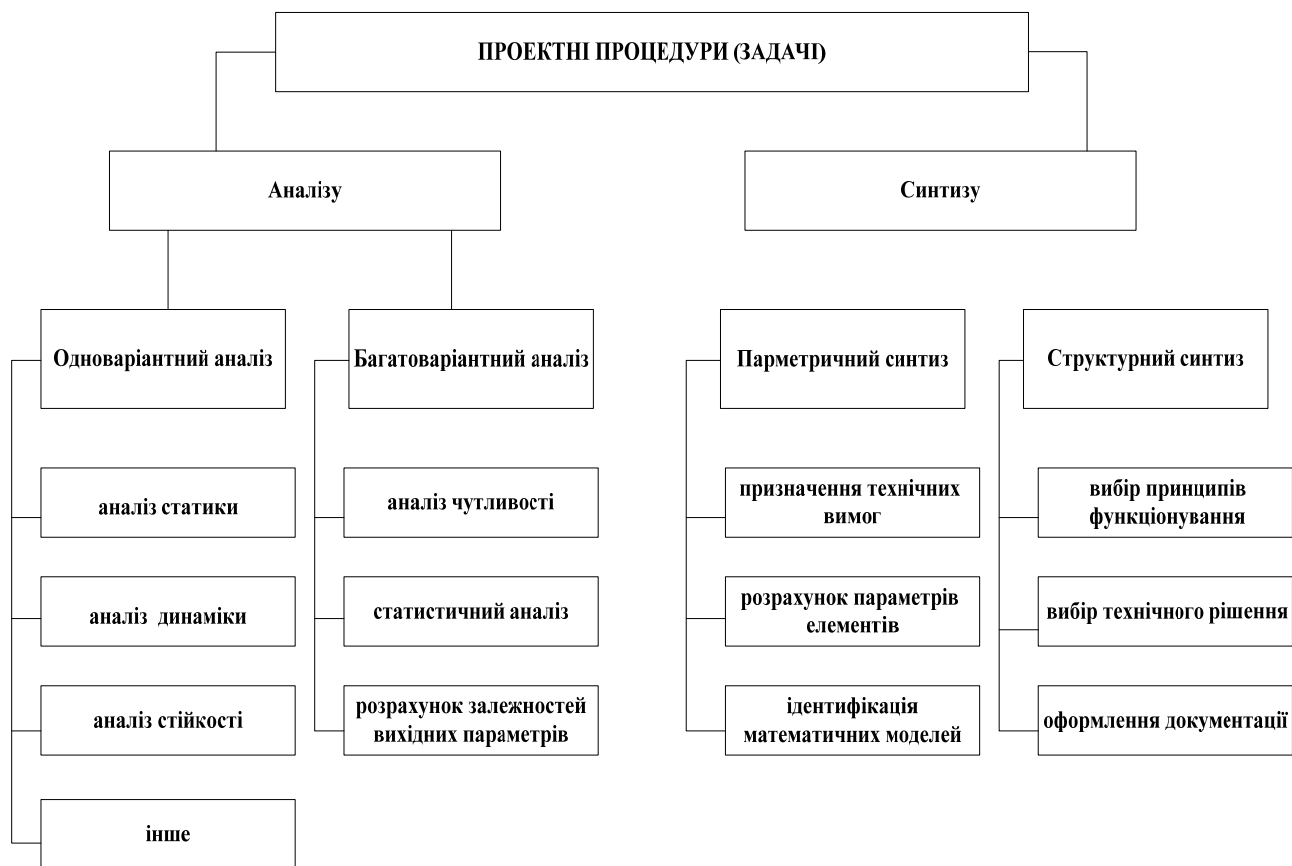 ПРОЕКТНІ ПРОЦЕДУРИ (ЗАДАЧІ)
Аналізу
Синтизу
Одноваріантний аналіз
Багатоваріантний аналіз
Парметричний синтиз
Структурний синтиз
аналіз статики
аналіз чутливості
призначення технічних
вимог
вибір принципів
функціонування
аналіз динаміки
статистичний аналіз
розрахунок параметрів
елементів
вибір технічного рішення
аналіз стійкості
розрахунок залежностей
вихідних параметрів
ідентифікація
математичних моделей
оформлення документації
інше